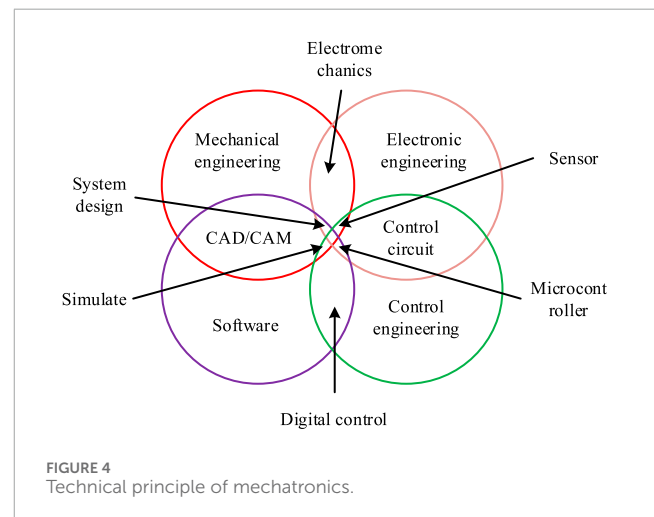 Electrome
chanics
Mechanical
engineering
Electronic
engineering
Sensor
System
design
CAD/CAM
Control
circuit
Simulate
Microcont
roller
Software
Control
engineering
Digital control
FIGURE 4
Technical principle of mechatronics.